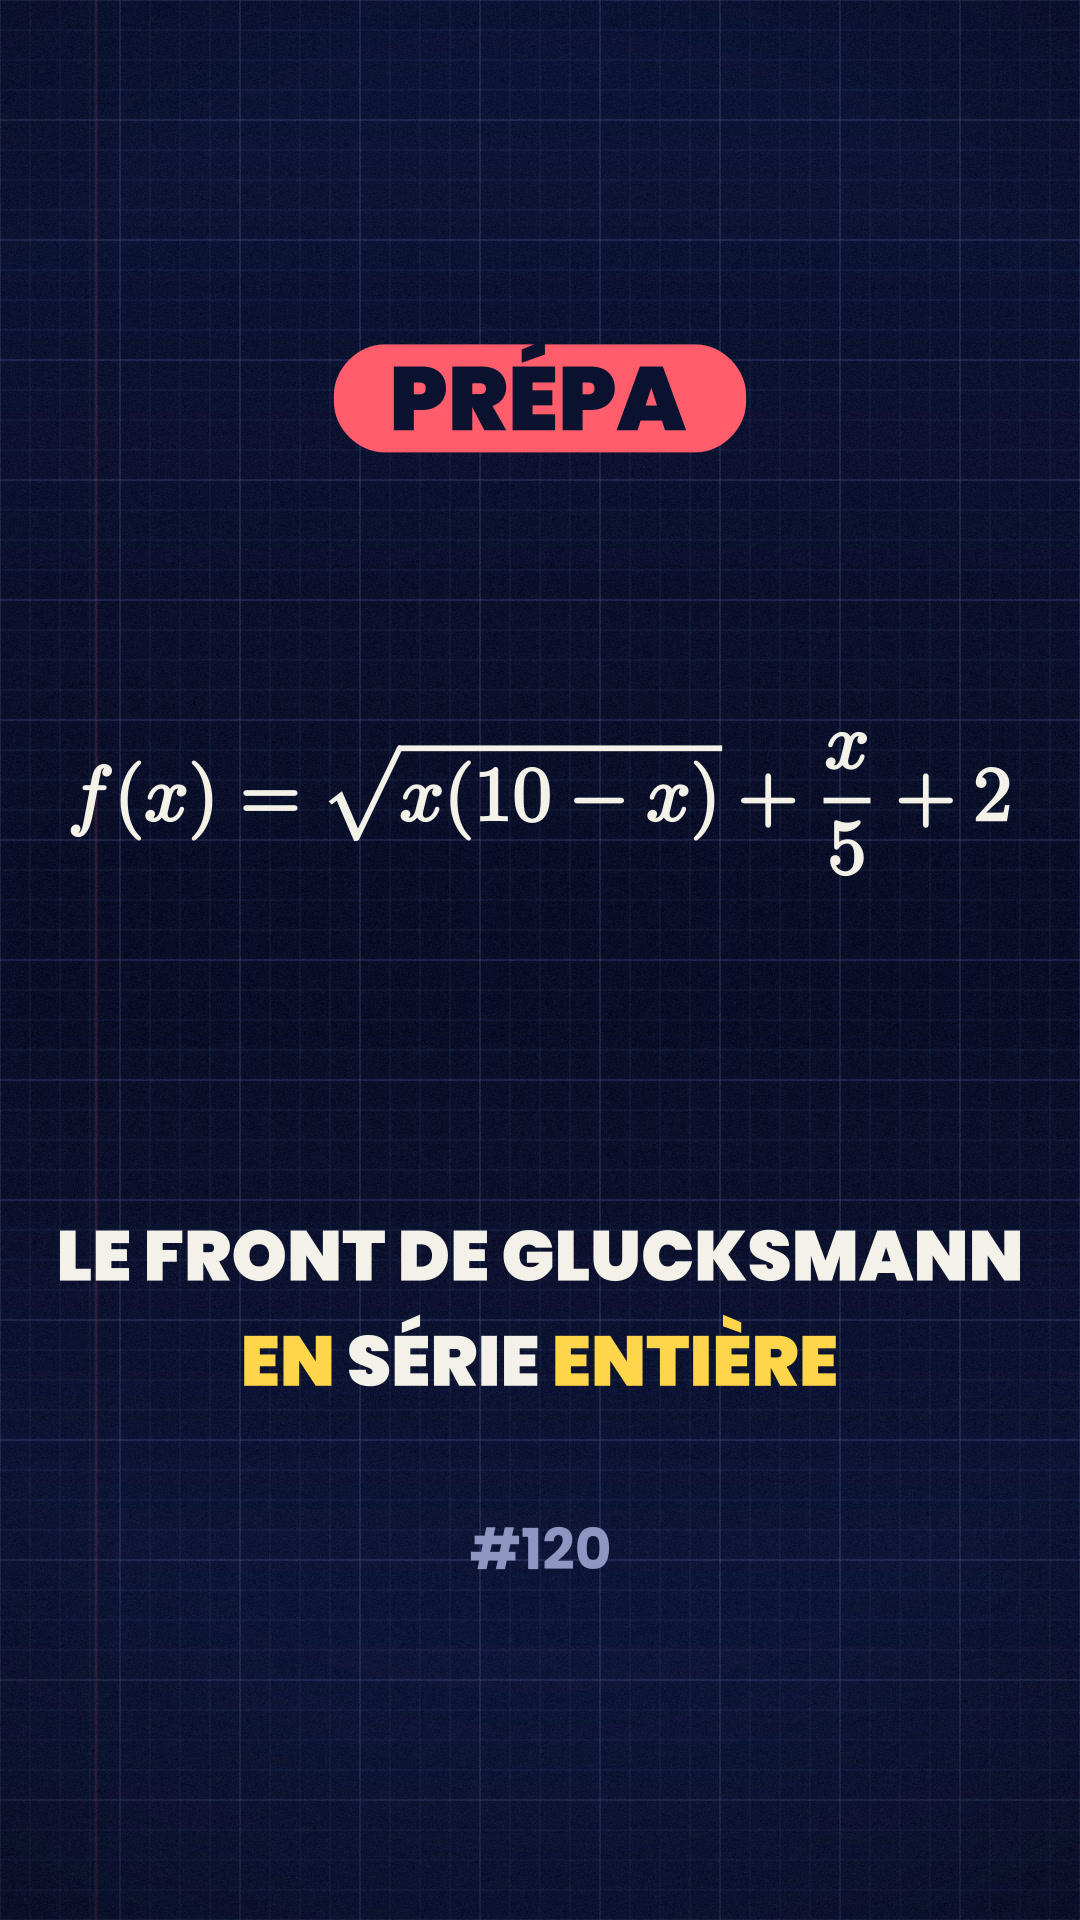 PRÉPA
f(x) = √(x(10 − x)) + x/5 + 2
LE FRONT DE GLUCKSMANN
EN SÉRIE ENTIÈRE
#120